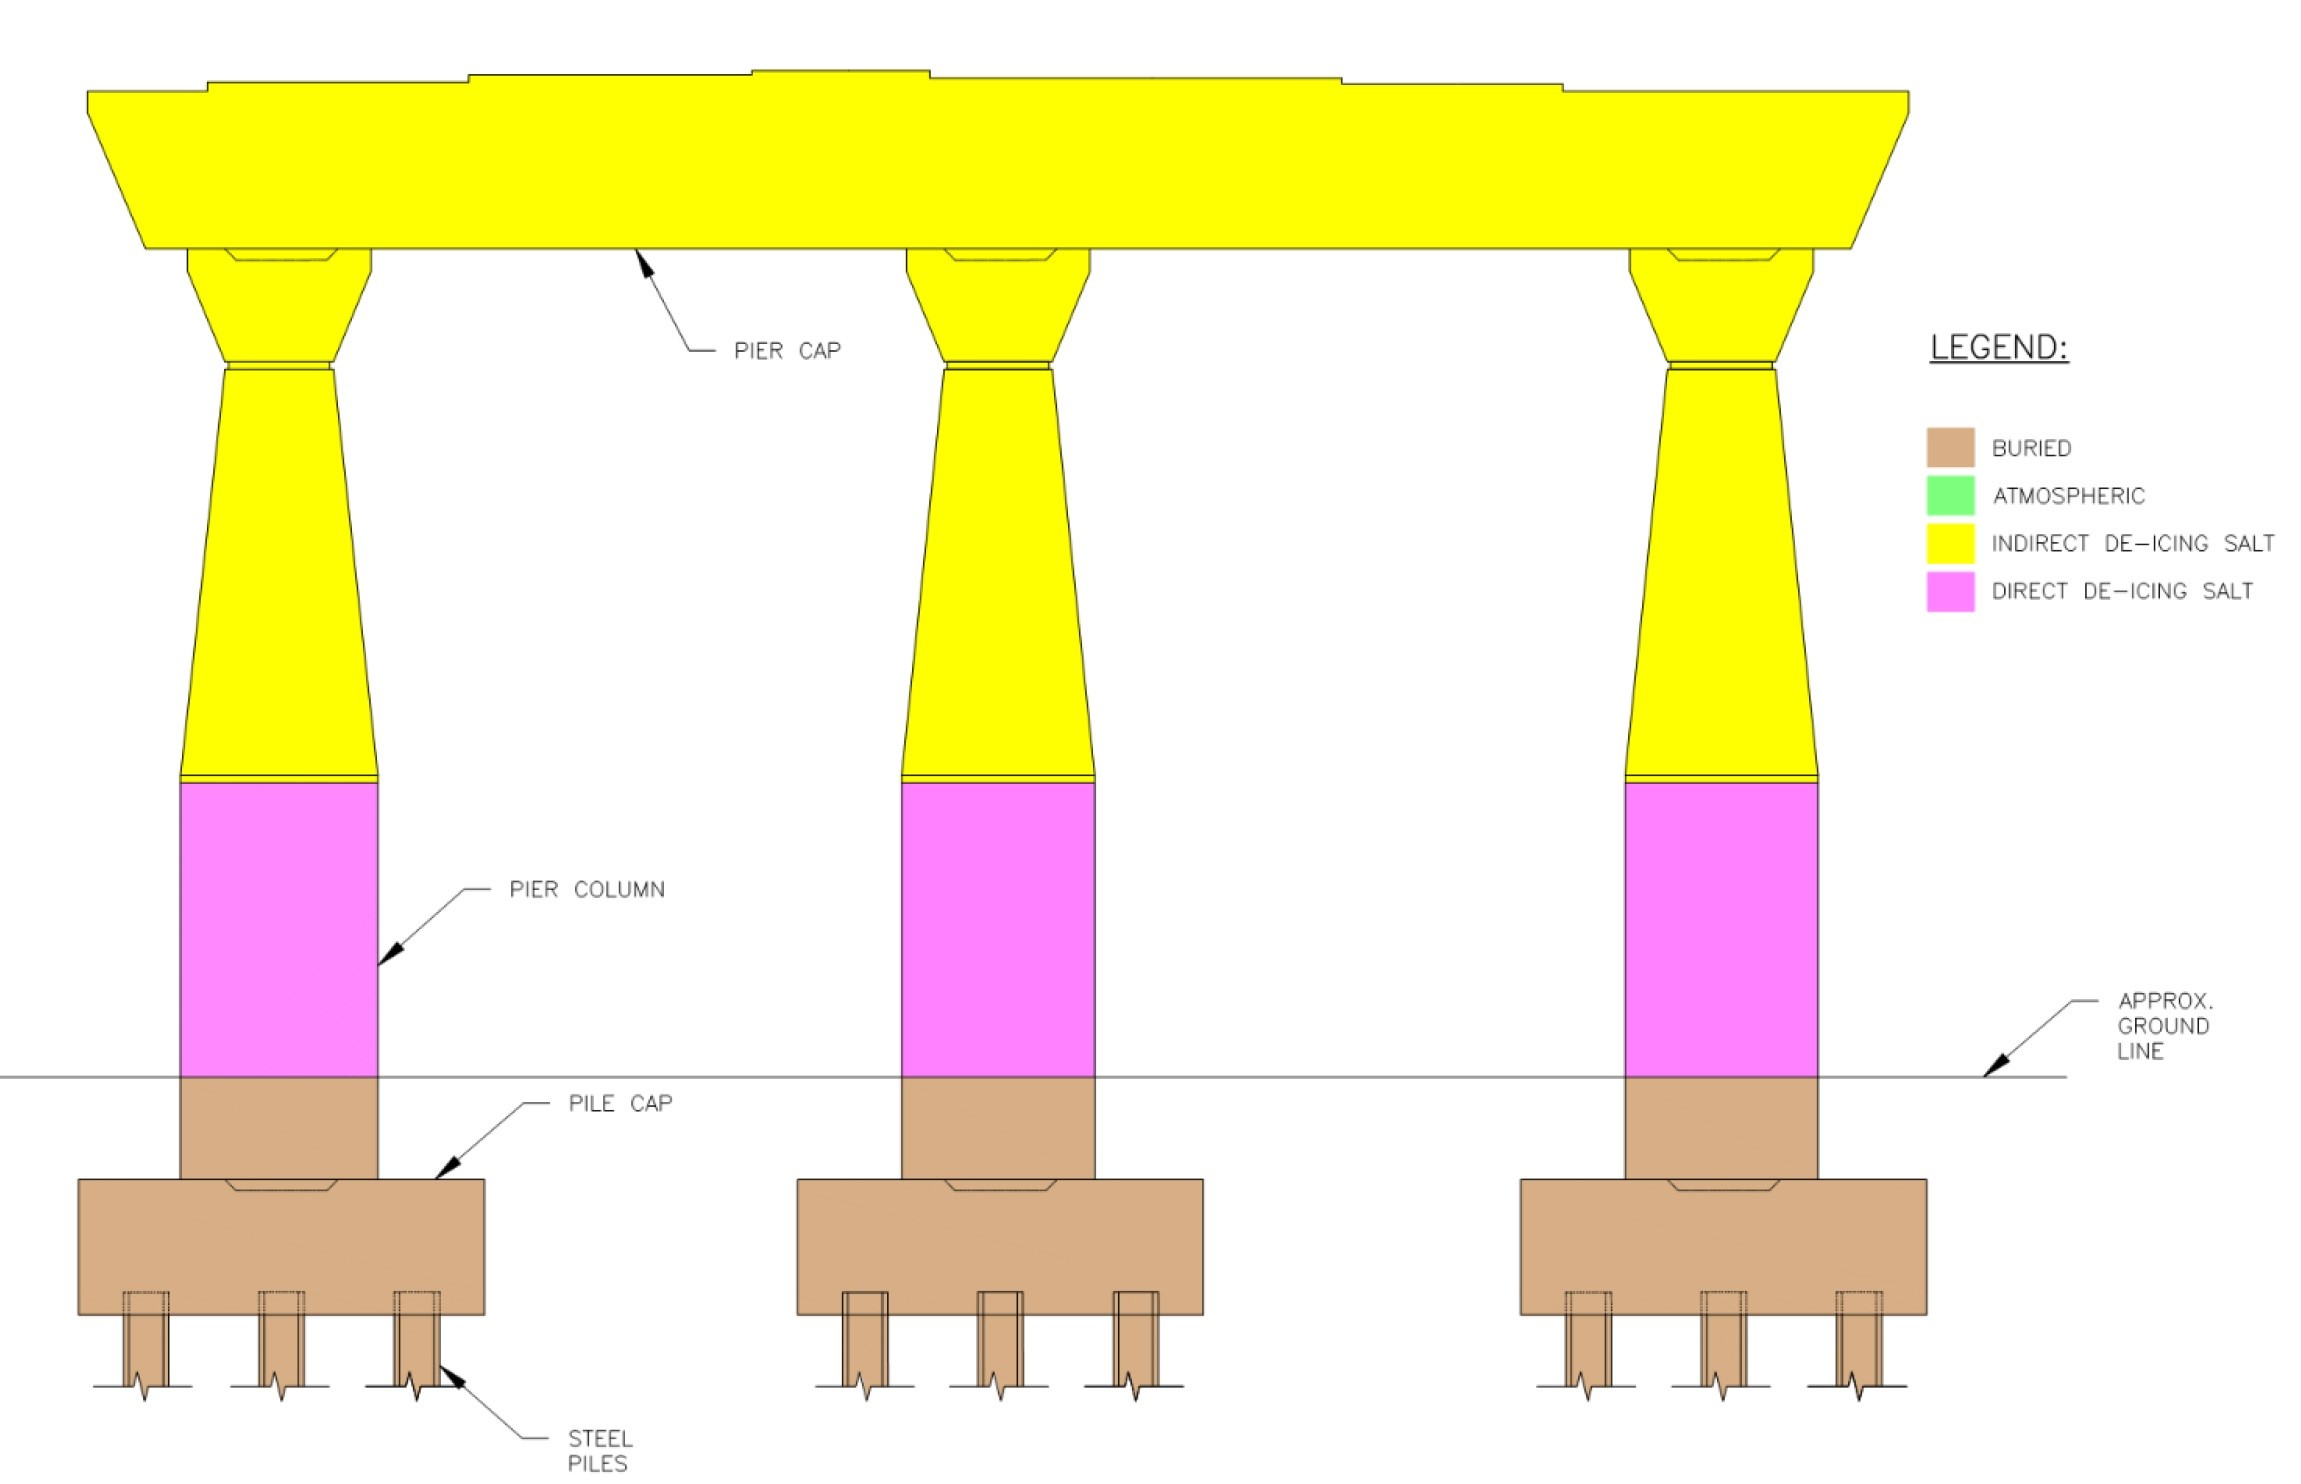 PIER CAP
LEGEND:
BURIED
ATMOSPHERIC
INDIRECT DE-ICING SALT
DIRECT DE-ICING SALT
PIER COLUMN
APPROX.
GROUND
LINE
PILE CAP
STEEL
PILES